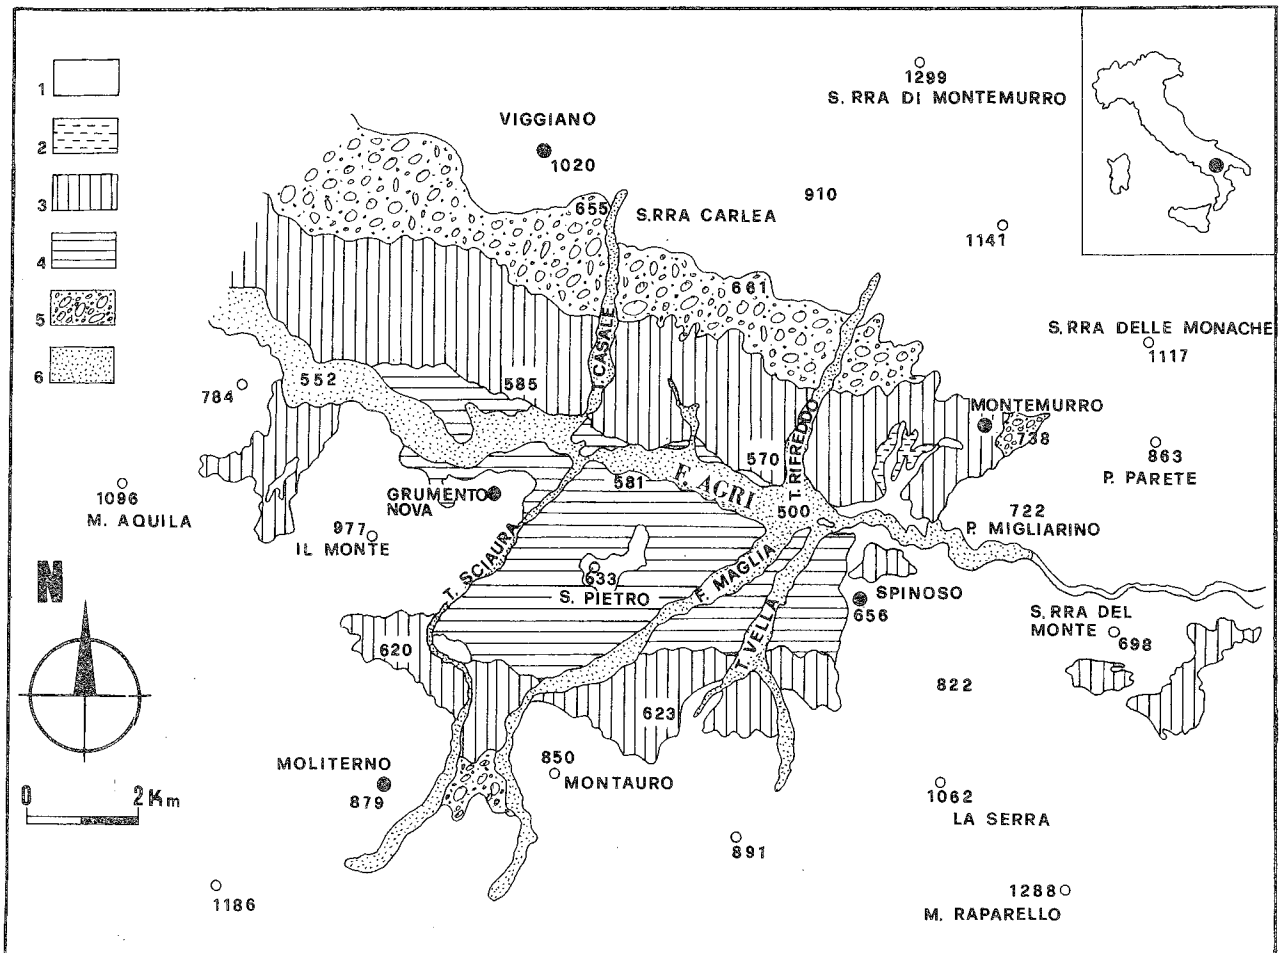 1
2
3
4
5
6
VIGGIANO
1020
1299
S. RRA DI MONTEMURRO
655
S.RRA CARLEA
910
1141
661
S.RRA DELLE MONACHE
1117
T. CASALE
552
585
784
T. RIFREDDO
MONTEMURRO
738
863
P. PARETE
570
F. AGRI
581
500
GRUMENTO
NOVA
1096
M. AQUILA
977
IL MONTE
722
P. MIGLIARINO
T. SCIAURA
633
S. PIETRO
F. MAGLIA
T. VELLA
SPINOSO
656
S.RRA DEL
MONTE
698
N
620
623
822
0
2Km
MOLITERNO
879
850
MONTAURO
1062
LA SERRA
891
1186
1288
M. RAPARELLO